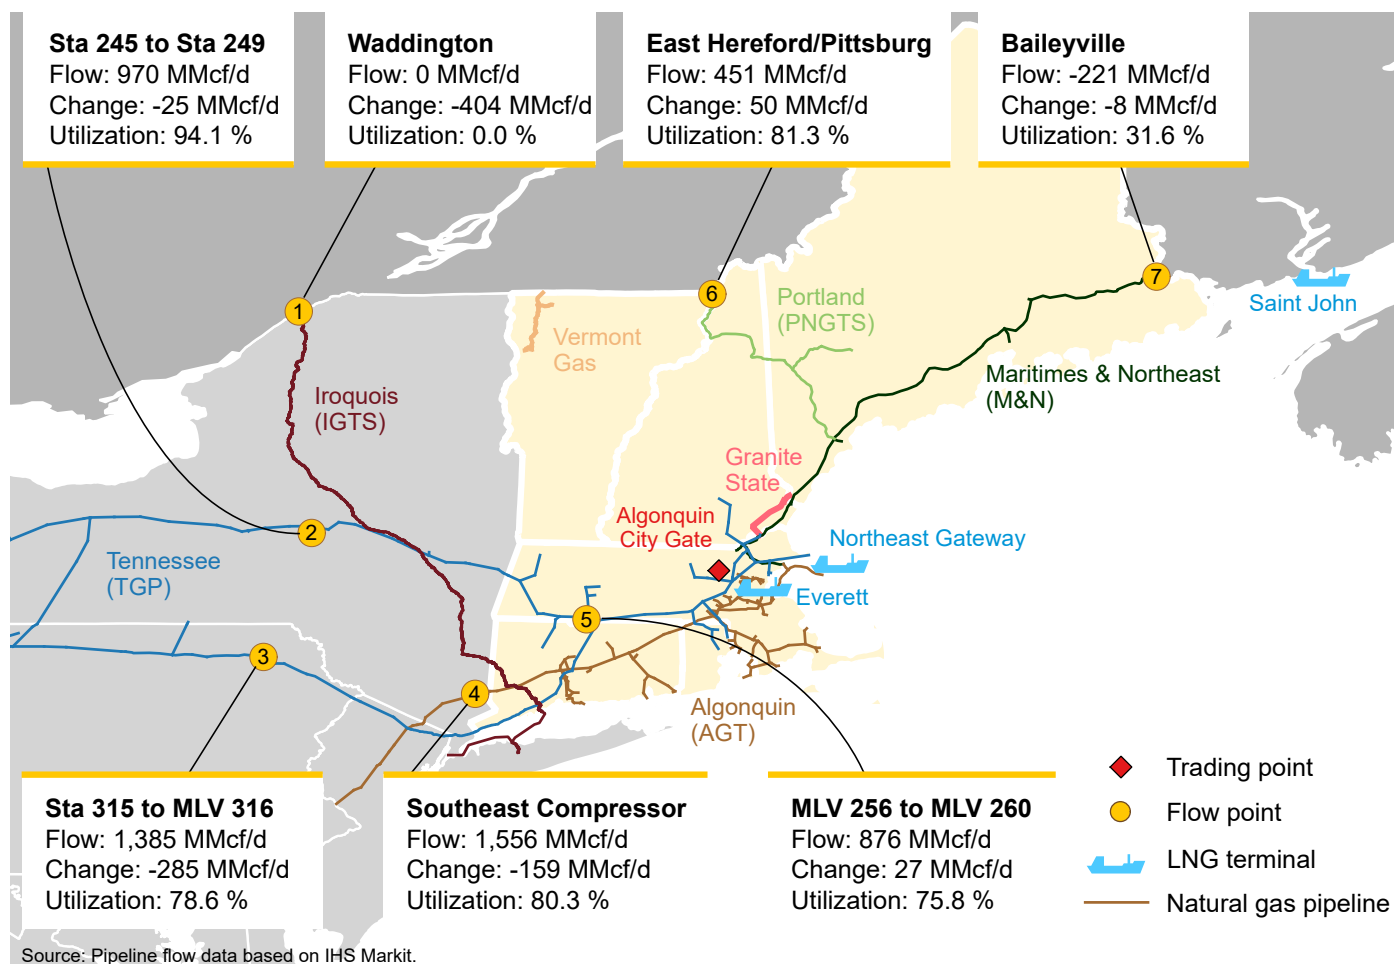 Sta 245 to Sta 249
Flow: 970 MMcf/d
Change: -25 MMcf/d
Utilization: 94.1 %
Waddington
Flow: 0 MMcf/d
Change: -404 MMcf/d
Utilization: 0.0 %
East Hereford/Pittsburg
Flow: 451 MMcf/d
Change: 50 MMcf/d
Utilization: 81.3 %
Baileyville
Flow: -221 MMcf/d
Change: -8 MMcf/d
Utilization: 31.6 %
1
6
7
Saint John
Portland
(PNGTS)
Vermont
Gas
Maritimes & Northeast
(M&N)
Iroquois
(IGTS)
Granite
State
Algonquin
City Gate
2
Northeast Gateway
Tennessee
(TGP)
Everett
5
3
4
Algonquin
(AGT)
Sta 315 to MLV 316
Flow: 1,385 MMcf/d
Change: -285 MMcf/d
Utilization: 78.6 %
Southeast Compressor
Flow: 1,556 MMcf/d
Change: -159 MMcf/d
Utilization: 80.3 %
MLV 256 to MLV 260
Flow: 876 MMcf/d
Change: 27 MMcf/d
Utilization: 75.8 %
Trading point
Flow point
LNG terminal
Natural gas pipeline
Source: Pipeline flow data based on IHS Markit.